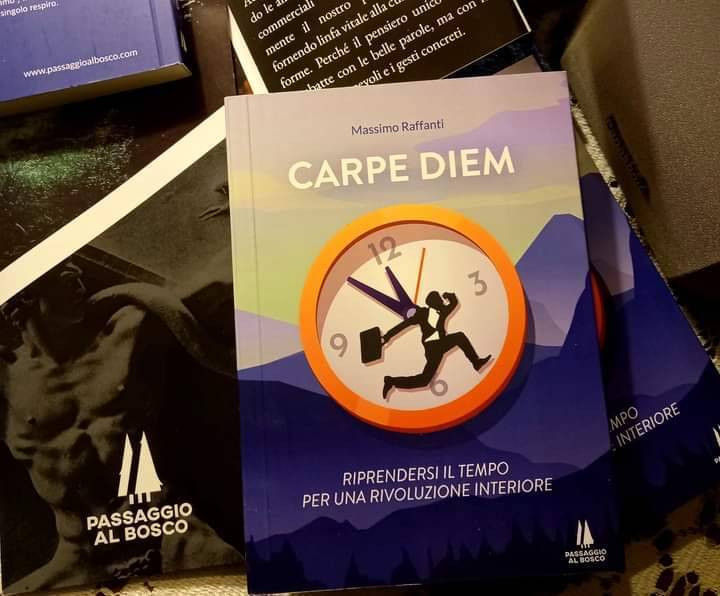 singolo respiro.
www.passaggioalbosco.com
do le
commerciali
mente il nostro
fornendo linfa vitale alla
forme. Perché il pensiero unico
batte con le belle parole, ma con
e i gesti concreti.
Massimo Raffanti
CARPE DIEM
12
3
9
6
RIPRENDERSI IL TEMPO
PER UNA RIVOLUZIONE INTERIORE
PASSAGGIO
AL BOSCO
PASSAGGIO
AL BOSCO
MPO
INTERIORE